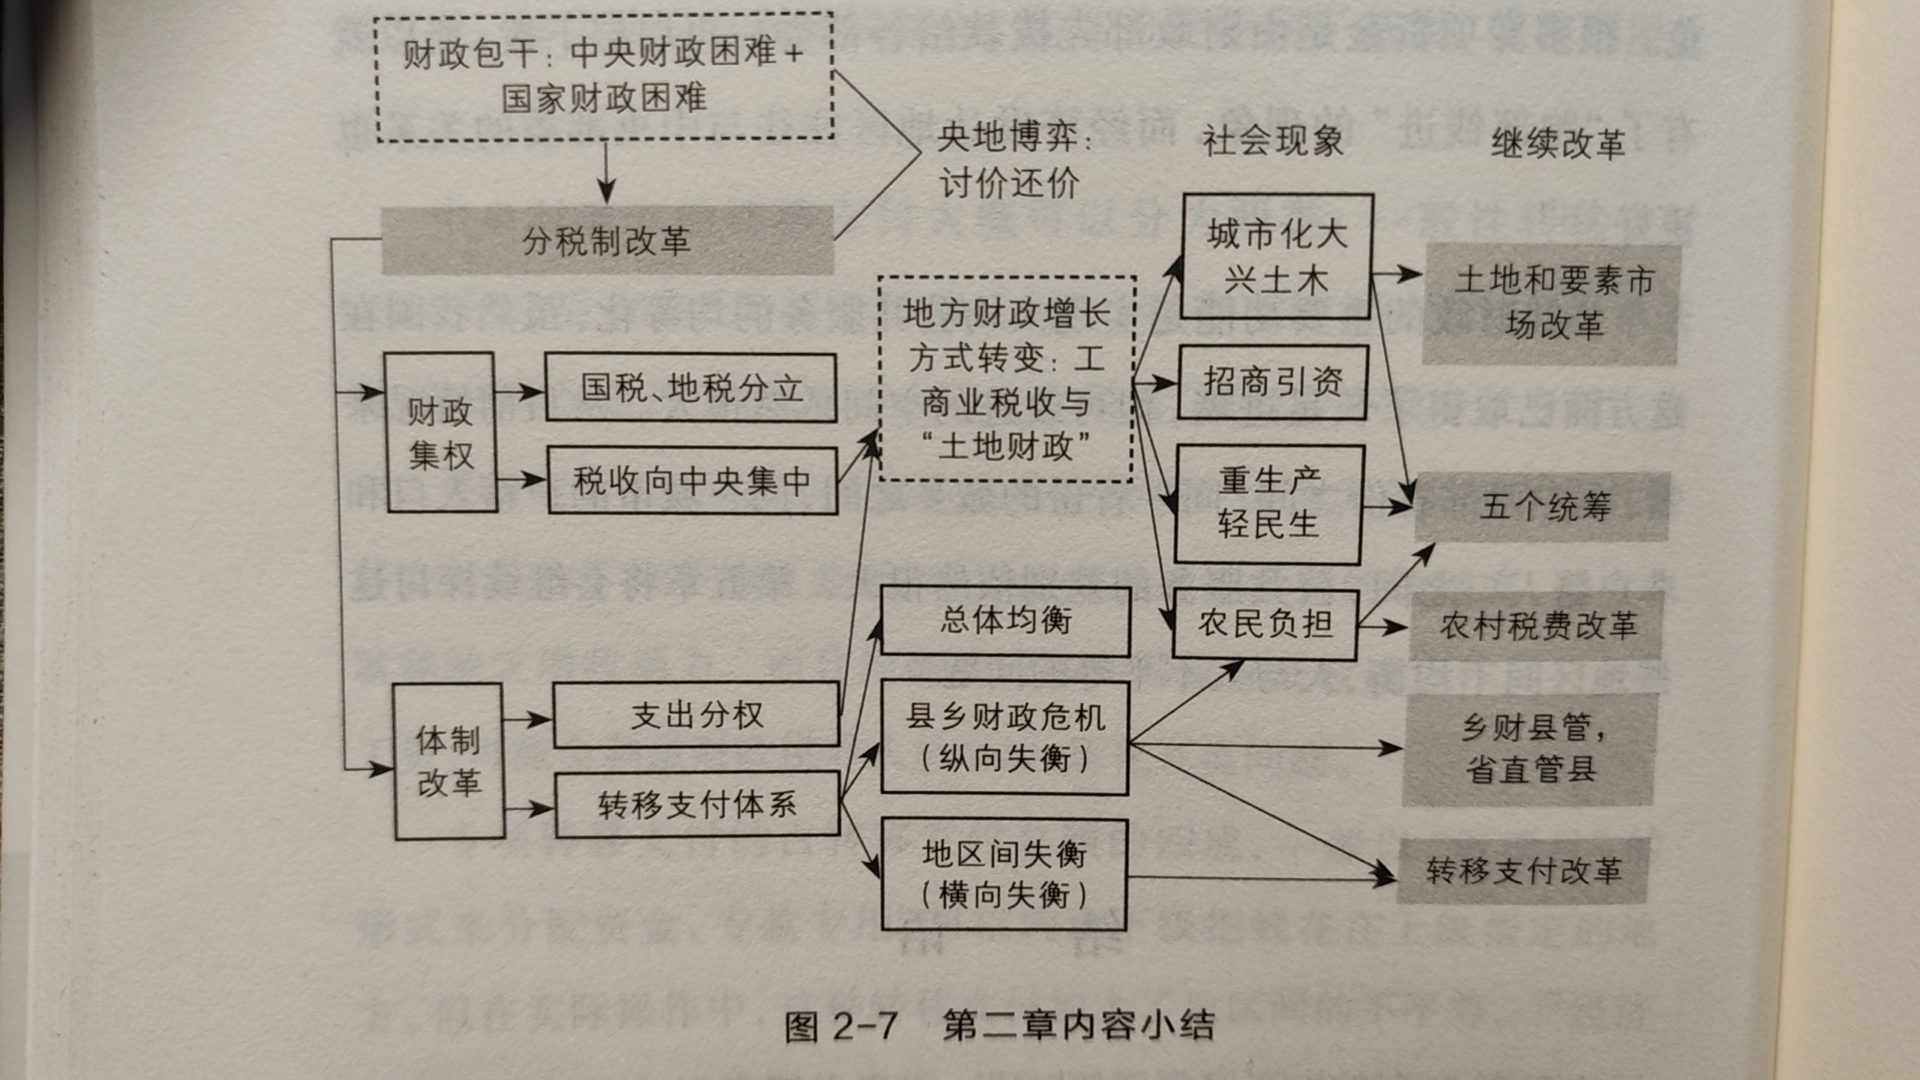 财政包干：中央财政困难+
国家财政困难
央地博弈：
讨价还价
社会现象
继续改革
分税制改革
城市化大
兴土木
土地和要素市
场改革
地方财政增长
方式转变：工
商业税收与
“土地财政”
财政
集权
国税、地税分立
税收向中央集中
招商引资
重生产
轻民生
五个统筹
总体均衡
农民负担
农村税费改革
体制
改革
支出分权
转移支付体系
县乡财政危机
（纵向失衡）
乡财县管，
省直管县
地区间失衡
（横向失衡）
转移支付改革
图 2-7 第二章内容小结